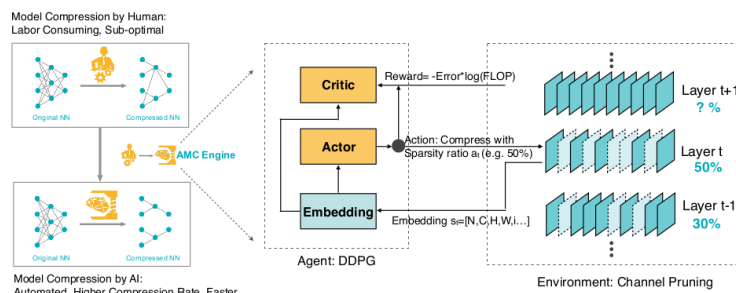 Model Compression by Human:
Labor Consuming, Sub-optimal
Original NN
Compressed NN
AMC Engine
Original NN
Compressed NN
Model Compression by AI:
Automated, Higher Compression Rate, Faster
Critic
Actor
Embedding
Agent: DDPG
Reward= -Error*log(FLOP)
Action: Compress with
Sparsity ratio at (e.g. 50%)
Embedding st=[N,C,H,W,i…]
Layer t+1
? %
Layer t
50%
Layer t-1
30%
Environment: Channel Pruning